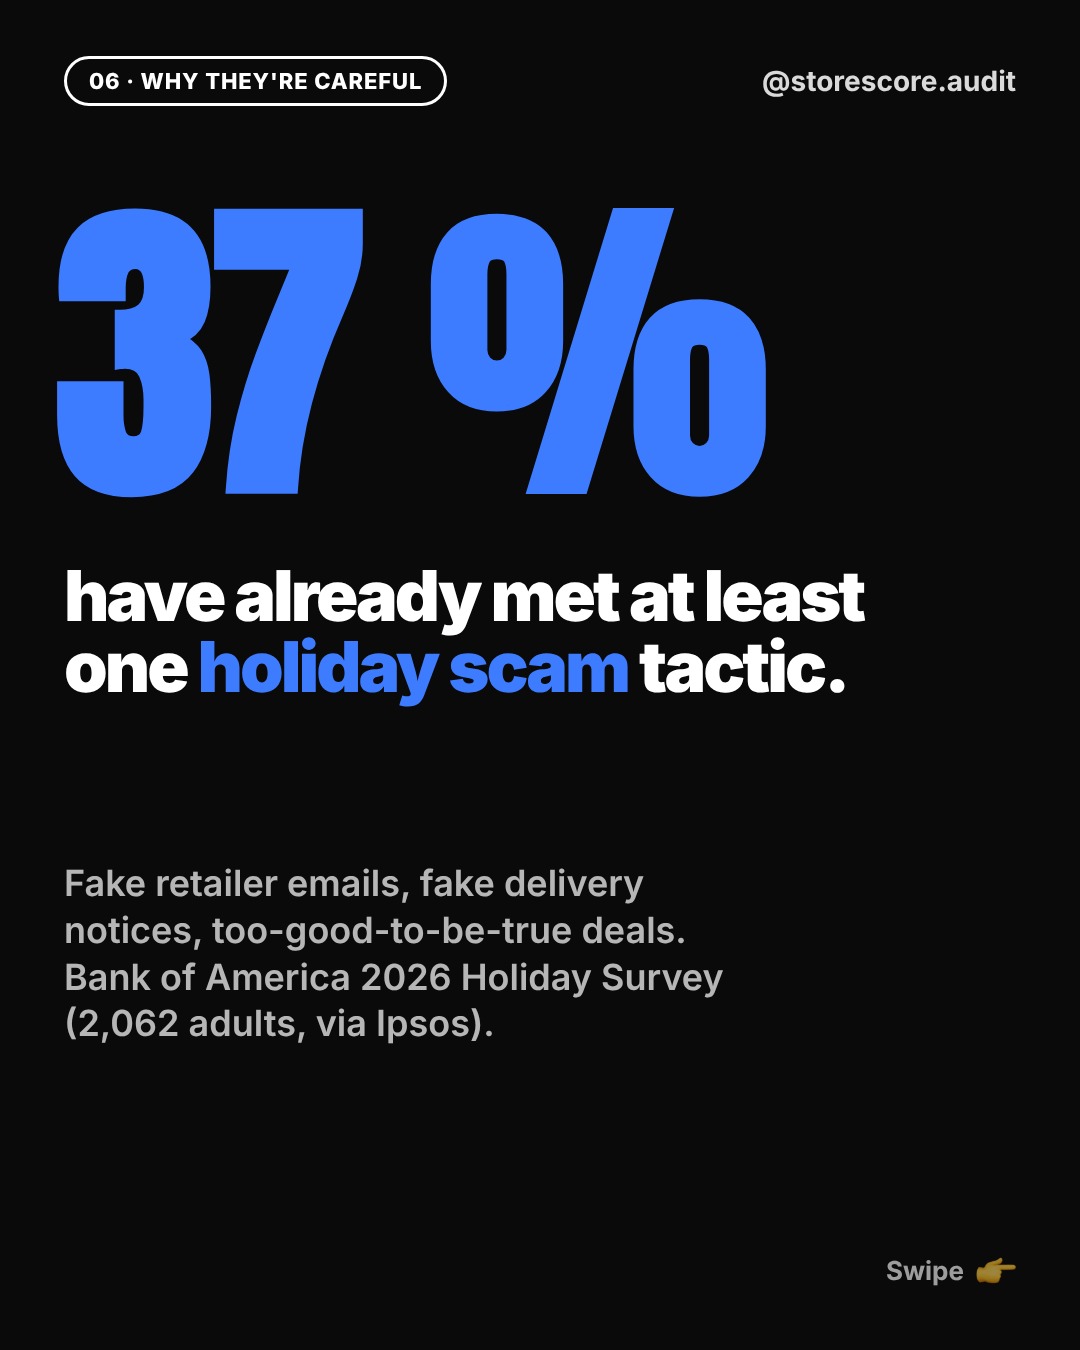 06 · WHY THEY'RE CAREFUL
@storescore.audit
37 %
have already met at least
one holiday scam tactic.
Fake retailer emails, fake delivery
notices, too-good-to-be-true deals.
Bank of America 2026 Holiday Survey
(2,062 adults, via Ipsos).
Swipe 👉